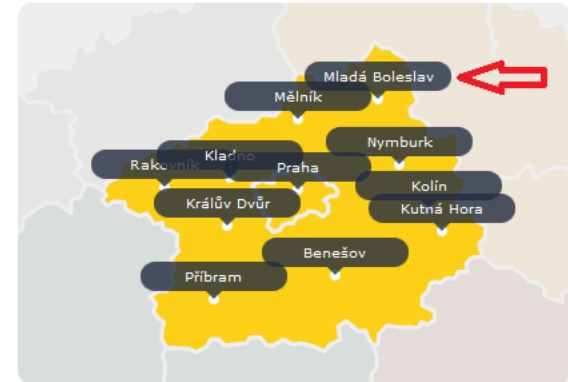 Mladá Boleslav
Mělník
Nymburk
Kladno
Rakovník
Praha
Kolín
Králův Dvůr
Kutná Hora
Benešov
Příbram